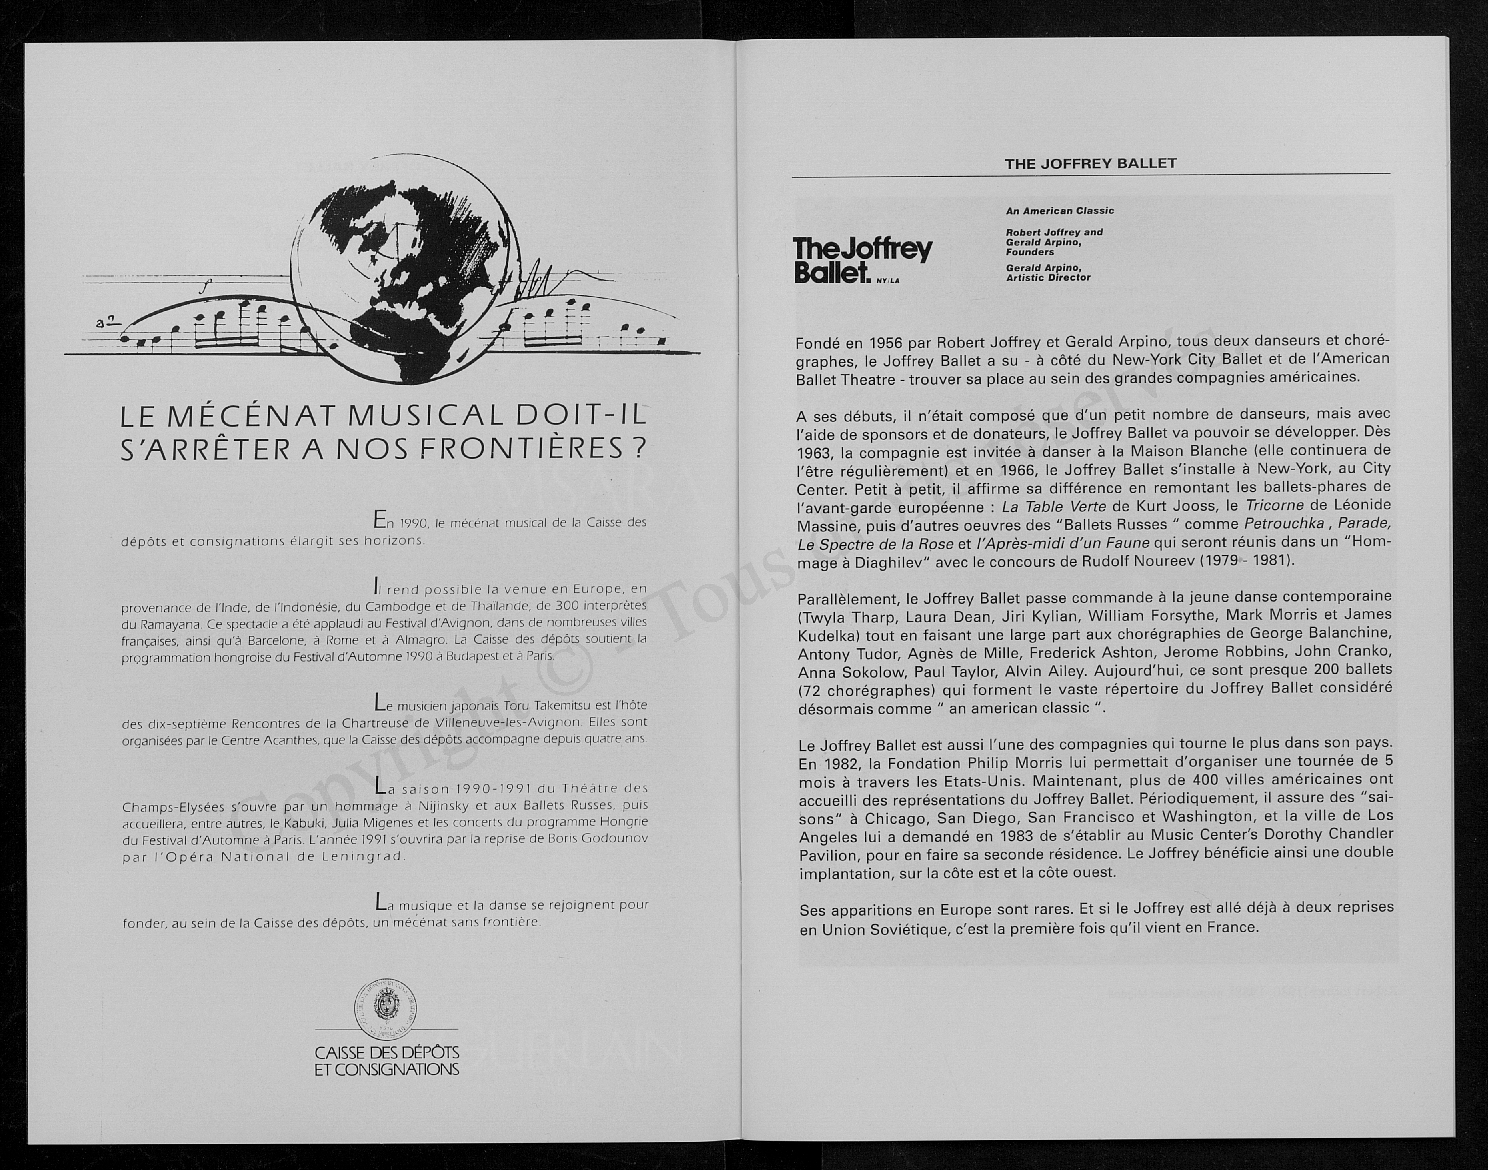 LE MÉCÉNAT MUSICAL DOIT-IL
S'ARRÊTER A NOS FRONTIÈRES ?
En 1990, le mécénat musical de la Caisse des
dépôts et consignations élargit ses horizons.
Il rend possible la venue en Europe, en
provenance de l'Inde, de l'Indonésie, du Cambodge et de Thaïlande, de 300 interprètes
du Ramayana. Ce spectacle a été applaudi au Festival d'Avignon, dans de nombreuses villes
françaises, ainsi qu'à Barcelone, à Rome et à Almagro. La Caisse des dépôts soutient la
programmation hongroise du Festival d'Automne 1990 à Budapest et à Paris.
Le musicien japonais Toru Takemitsu est l'hôte
des dix-septième Rencontres de la Chartreuse de Villeneuve-les-Avignon. Elles sont
organisées par le Centre Acanthes, que la Caisse des dépôts accompagne depuis quatre ans.
La saison 1990-1991 du Théâtre des
Champs-Elysées s'ouvre par un hommage à Nijinsky et aux Ballets Russes, puis
accueillera, entre autres, le Kabuki, Julia Migenes et les concerts du programme Hongrie
du Festival d'Automne à Paris. L'année 1991 s'ouvrira par la reprise de Boris Godounov
par l'Opéra National de Leningrad.
La musique et la danse se rejoignent pour
fonder, au sein de la Caisse des dépôts, un mécénat sans frontière.
CAISSE DES DÉPÔTS
ET CONSIGNATIONS
THE JOFFREY BALLET
The Joffrey
Ballet. NY/LA
An American Classic
Robert Joffrey and
Gerald Arpino,
Founders
Gerald Arpino,
Artistic Director
Fondé en 1956 par Robert Joffrey et Gerald Arpino, tous deux danseurs et choré-
graphes, le Joffrey Ballet a su - à côté du New-York City Ballet et de l'American
Ballet Theatre - trouver sa place au sein des grandes compagnies américaines.
A ses débuts, il n'était composé que d'un petit nombre de danseurs, mais avec
l'aide de sponsors et de donateurs, le Joffrey Ballet va pouvoir se développer. Dès
1963, la compagnie est invitée à danser à la Maison Blanche (elle continuera de
l'être régulièrement) et en 1966, le Joffrey Ballet s'installe à New-York, au City
Center. Petit à petit, il affirme sa différence en remontant les ballets-phares de
l'avant-garde européenne : La Table Verte de Kurt Jooss, le Tricorne de Léonide
Massine, puis d'autres oeuvres des "Ballets Russes " comme Petrouchka , Parade,
Le Spectre de la Rose et l'Après-midi d'un Faune qui seront réunis dans un "Hom-
mage à Diaghilev" avec le concours de Rudolf Noureev (1979 - 1981).
Parallèlement, le Joffrey Ballet passe commande à la jeune danse contemporaine
(Twyla Tharp, Laura Dean, Jiri Kylian, William Forsythe, Mark Morris et James
Kudelka) tout en faisant une large part aux chorégraphies de George Balanchine,
Antony Tudor, Agnès de Mille, Frederick Ashton, Jerome Robbins, John Cranko,
Anna Sokolow, Paul Taylor, Alvin Ailey. Aujourd'hui, ce sont presque 200 ballets
(72 chorégraphes) qui forment le vaste répertoire du Joffrey Ballet considéré
désormais comme " an american classic ".
Le Joffrey Ballet est aussi l'une des compagnies qui tourne le plus dans son pays.
En 1982, la Fondation Philip Morris lui permettait d'organiser une tournée de 5
mois à travers les Etats-Unis. Maintenant, plus de 400 villes américaines ont
accueilli des représentations du Joffrey Ballet. Périodiquement, il assure des "sai-
sons" à Chicago, San Diego, San Francisco et Washington, et la ville de Los
Angeles lui a demandé en 1983 de s'établir au Music Center's Dorothy Chandler
Pavilion, pour en faire sa seconde résidence. Le Joffrey bénéficie ainsi une double
implantation, sur la côte est et la côte ouest.
Ses apparitions en Europe sont rares. Et si le Joffrey est allé déjà à deux reprises
en Union Soviétique, c'est la première fois qu'il vient en France.
Copyright © Tous droits réservés